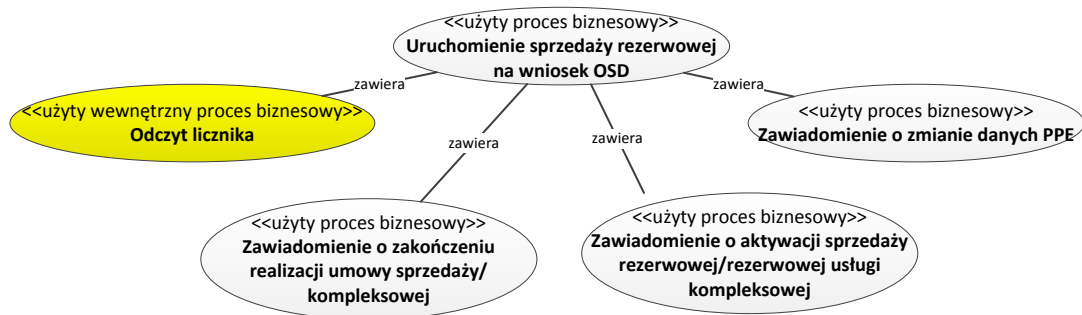 <<użyty proces biznesowy>>
Uruchomienie sprzedaży rezerwowej
na wniosek OSD
zawiera
zawiera
<<użyty wewnętrzny proces biznesowy>>
Odczyt licznika
<<użyty proces biznesowy>>
Zawiadomienie o zmianie danych PPE
zawiera
zawiera
<<użyty proces biznesowy>>
Zawiadomienie o zakończeniu
realizacji umowy sprzedaży/
kompleksowej
<<użyty proces biznesowy>>
Zawiadomienie o aktywacji sprzedaży
rezerwowej/rezerwowej usługi
kompleksowej